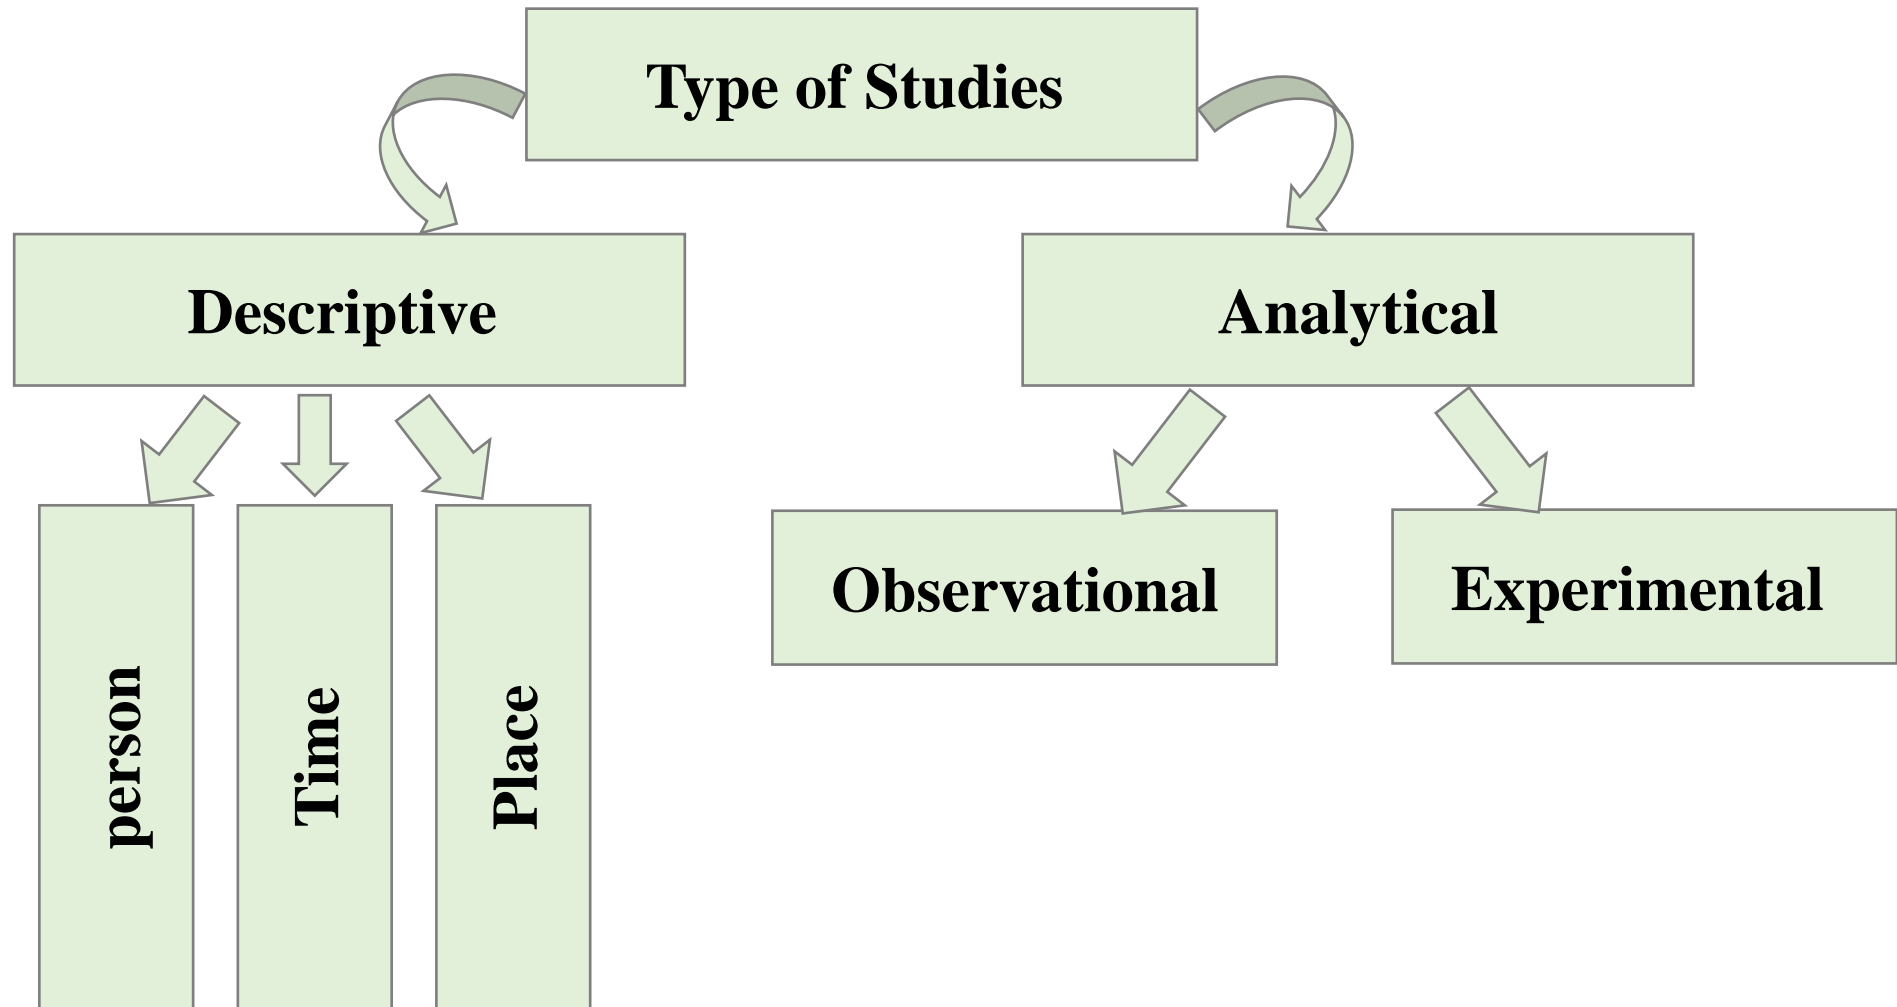 Type of Studies
Descriptive
Analytical
Observational
Experimental
person
Time
Place